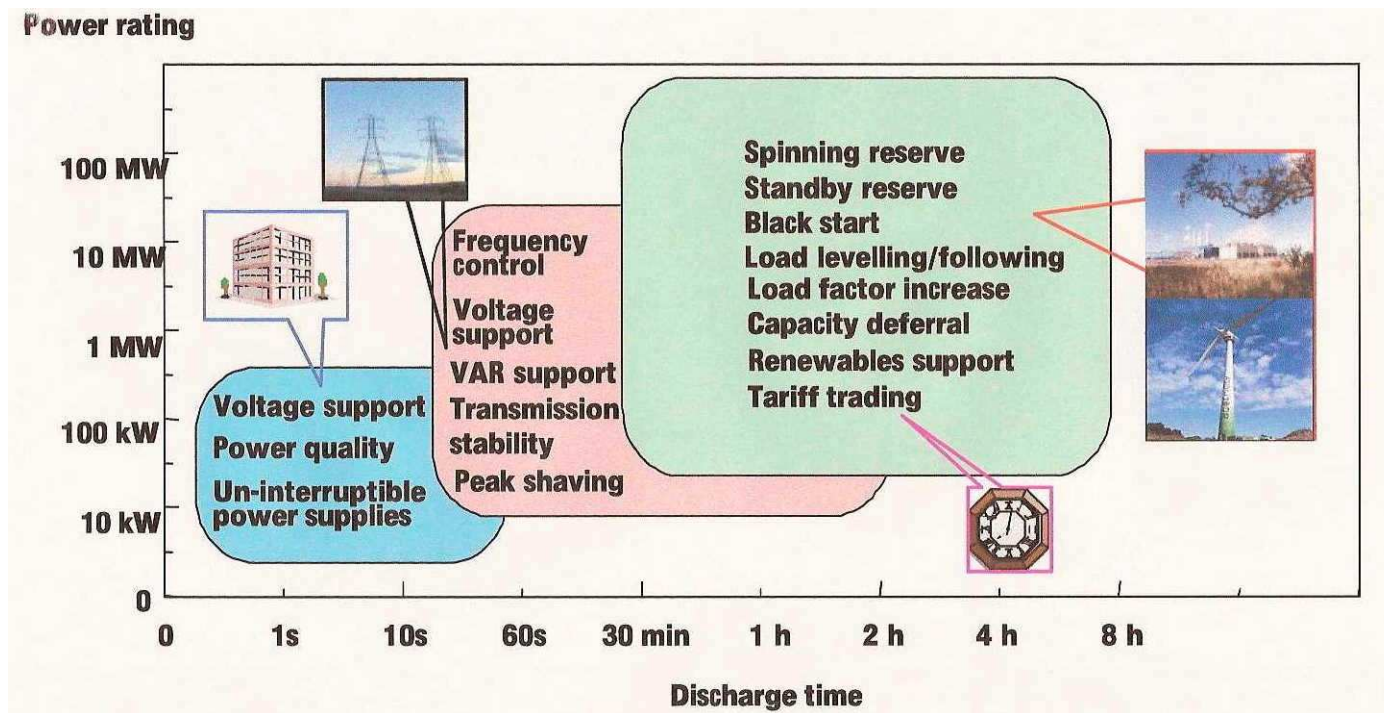 Power rating
100 MW
10 MW
1 MW
100 kW
10 kW
0
Voltage support
Power quality
Un-interruptible
power supplies
Frequency
control
Voltage
support
VAR support
Transmission
stability
Peak shaving
Spinning reserve
Standby reserve
Black start
Load levelling/following
Load factor increase
Capacity deferral
Renewables support
Tariff trading
0
1s
10s
60s
30 min
1 h
2 h
4 h
8 h
Discharge time